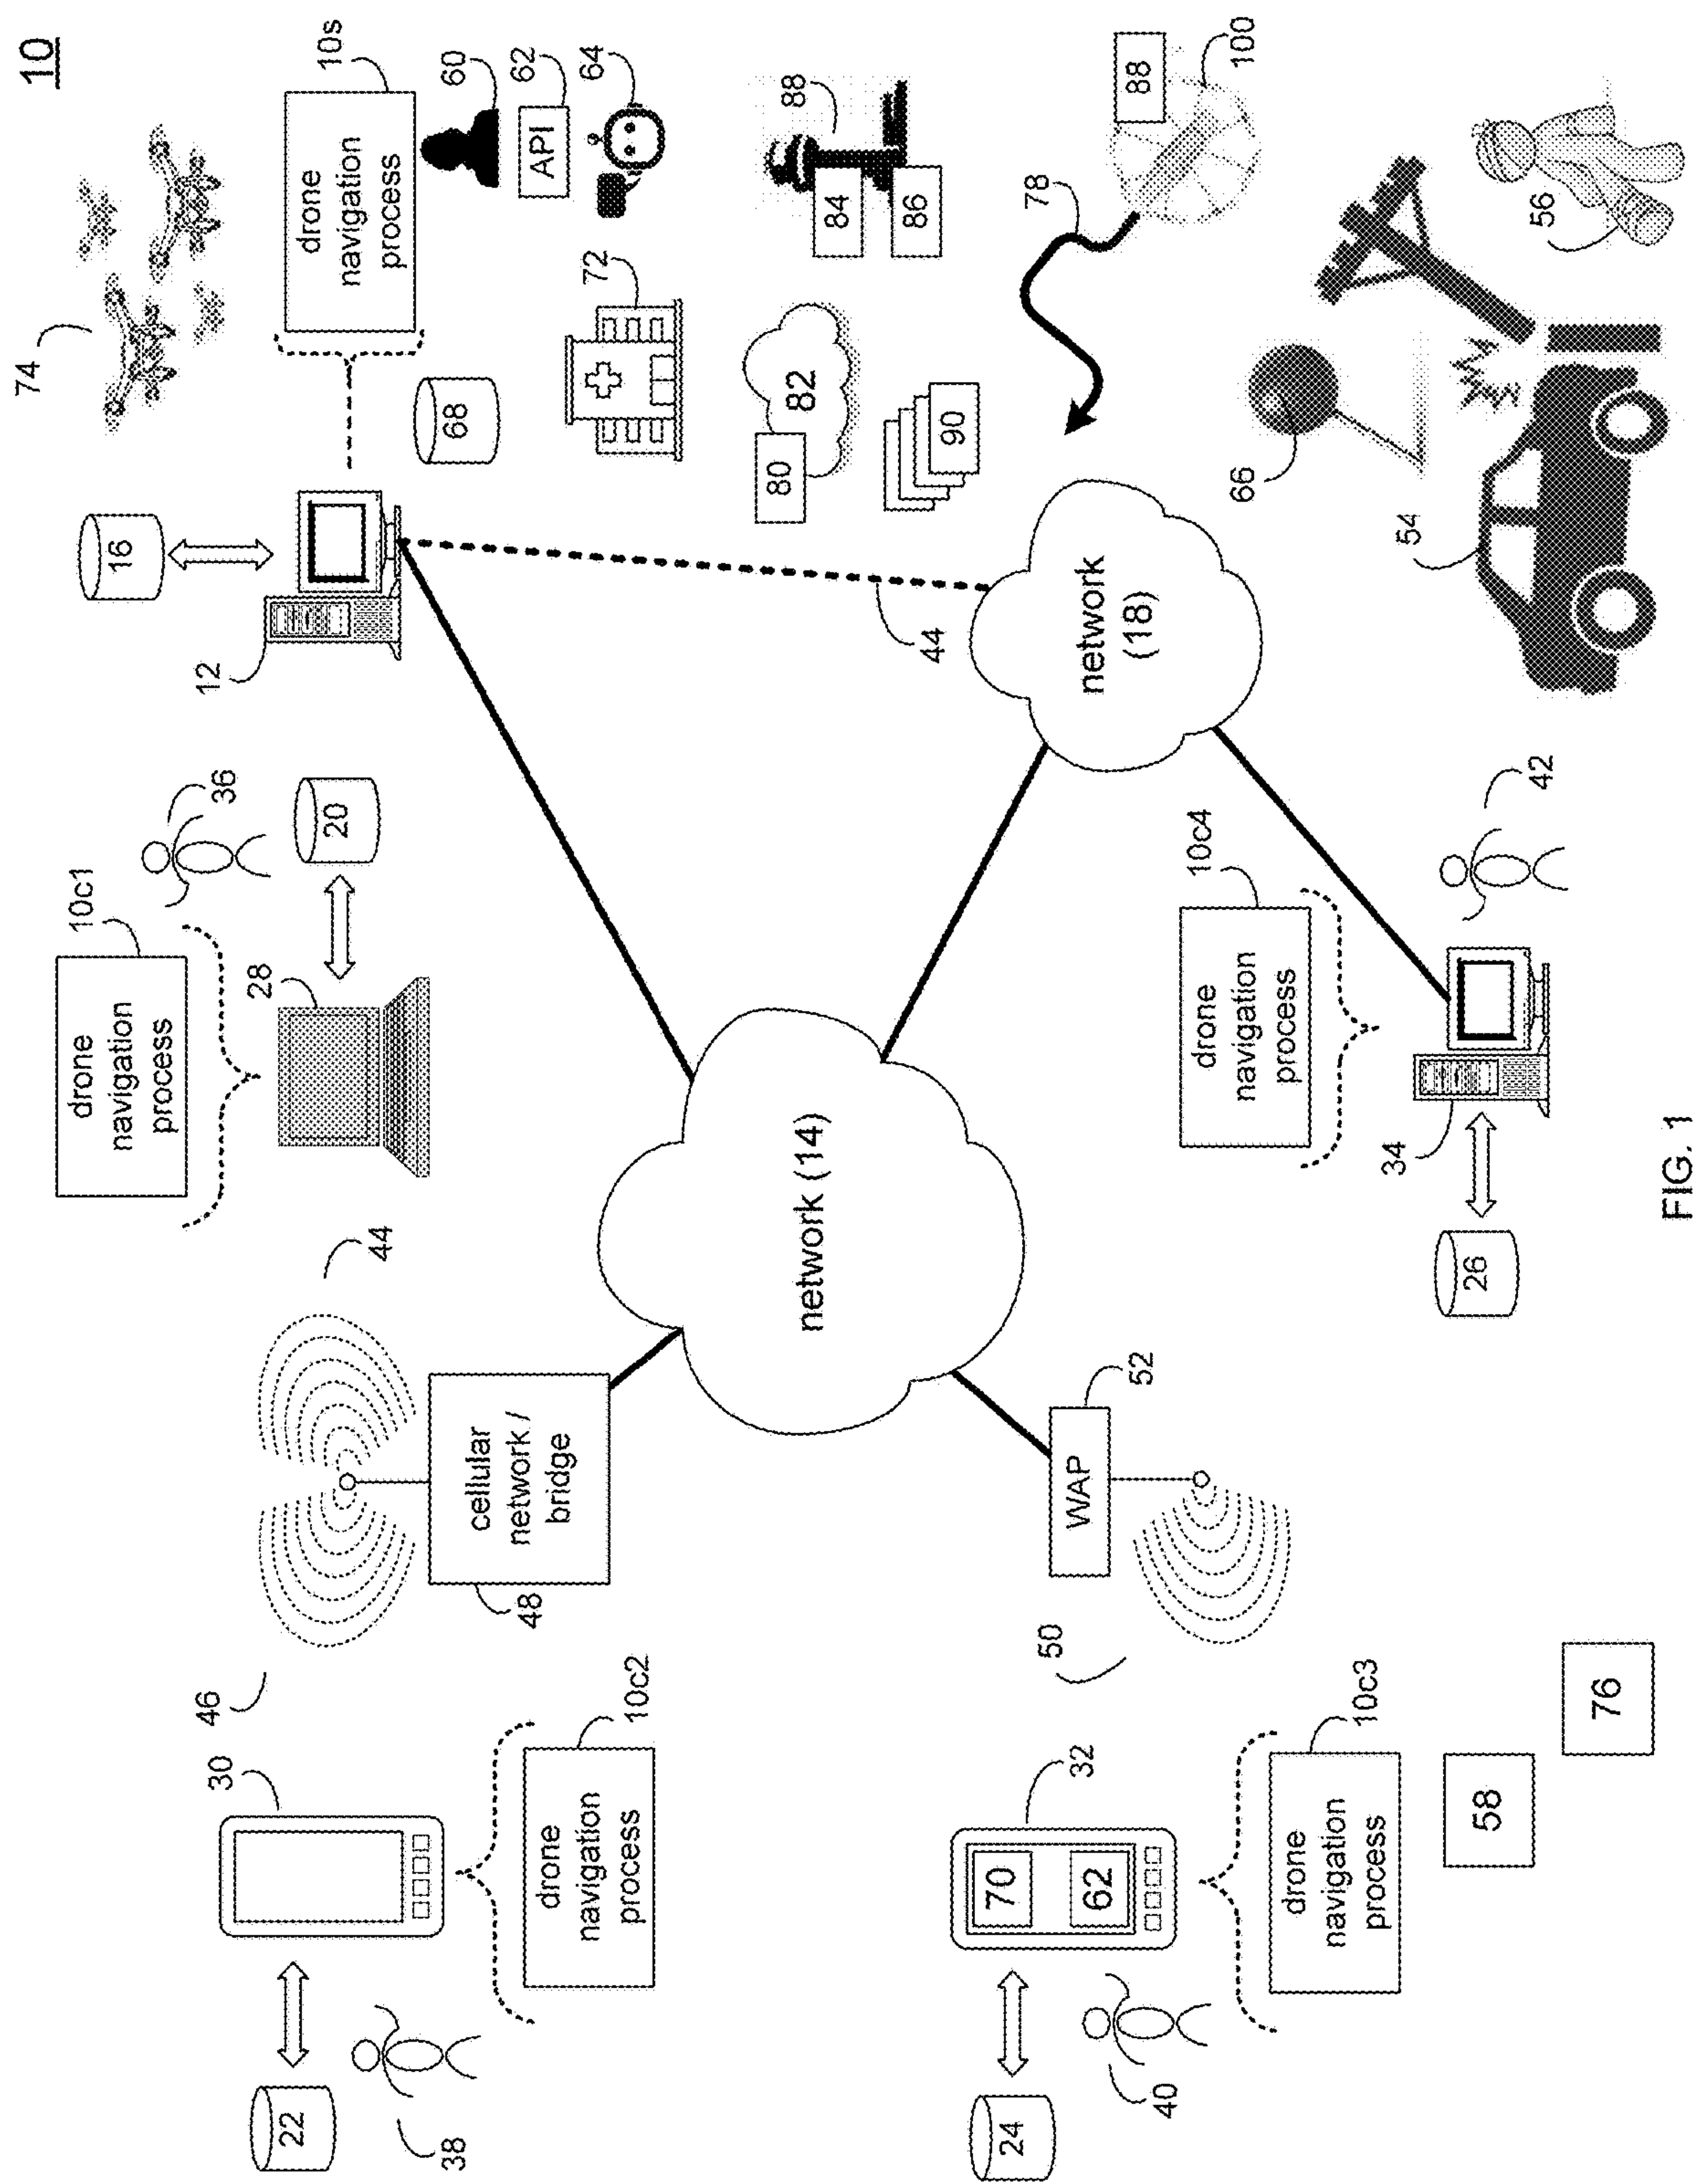 10
74
16
12
drone
navigation
process
10s
60
API
62
64
68
72
88
84
86
80
82
90
78
88
100
66
54
56
44
network
(18)
36
20
10c1
drone
navigation
process
28
44
46
cellular
network /
bridge
48
network (14)
WAP
52
50
30
22
38
drone
navigation
process
10c2
32
70
62
24
40
drone
navigation
process
10c3
58
76
10c4
drone
navigation
process
42
34
26
FIG. 1